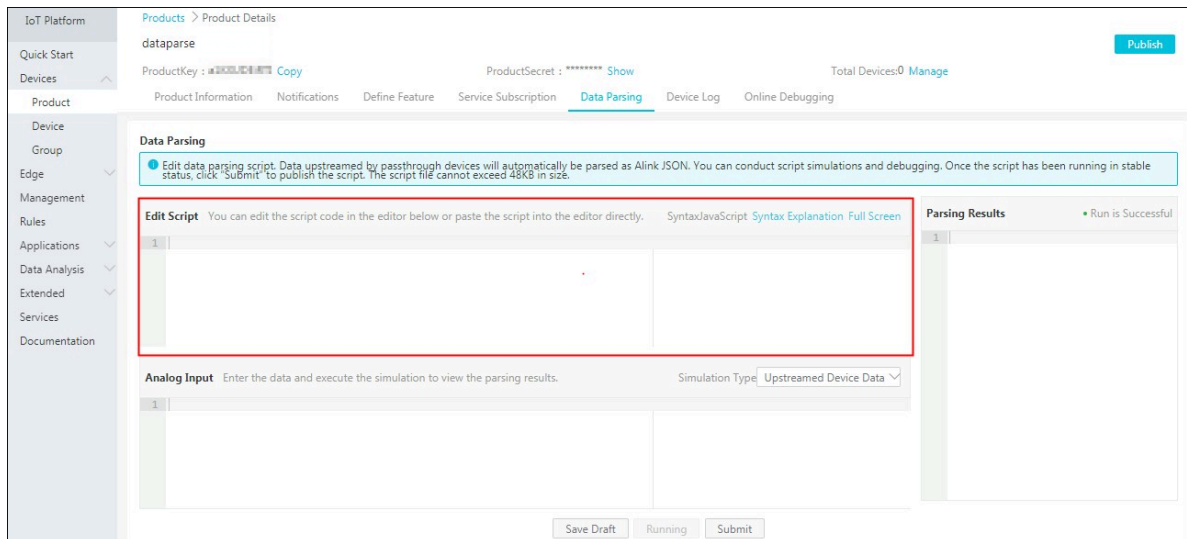 IoT Platform
Quick Start
Devices
Product
Device
Group
Edge
Management
Rules
Applications
Data Analysis
Extended
Services
Documentation
Products > Product Details
dataparse
Publish
ProductKey : Copy
ProductSecret : ******** Show
Total Devices:0 Manage
Product Information Notifications Define Feature Service Subscription Data Parsing Device Log Online Debugging
Data Parsing
Edit data parsing script. Data upstreamed by passthrough devices will automatically be parsed as Alink JSON. You can conduct script simulations and debugging. Once the script has been running in stable
status, click "Submit" to publish the script. The script file cannot exceed 48KB in size.
Edit Script You can edit the script code in the editor below or paste the script into the editor directly. SyntaxJavaScript Syntax Explanation Full Screen
1
Parsing Results Run is Successful
1
Analog Input Enter the data and execute the simulation to view the parsing results. Simulation Type Upstreamed Device Data
1
Save Draft Running Submit